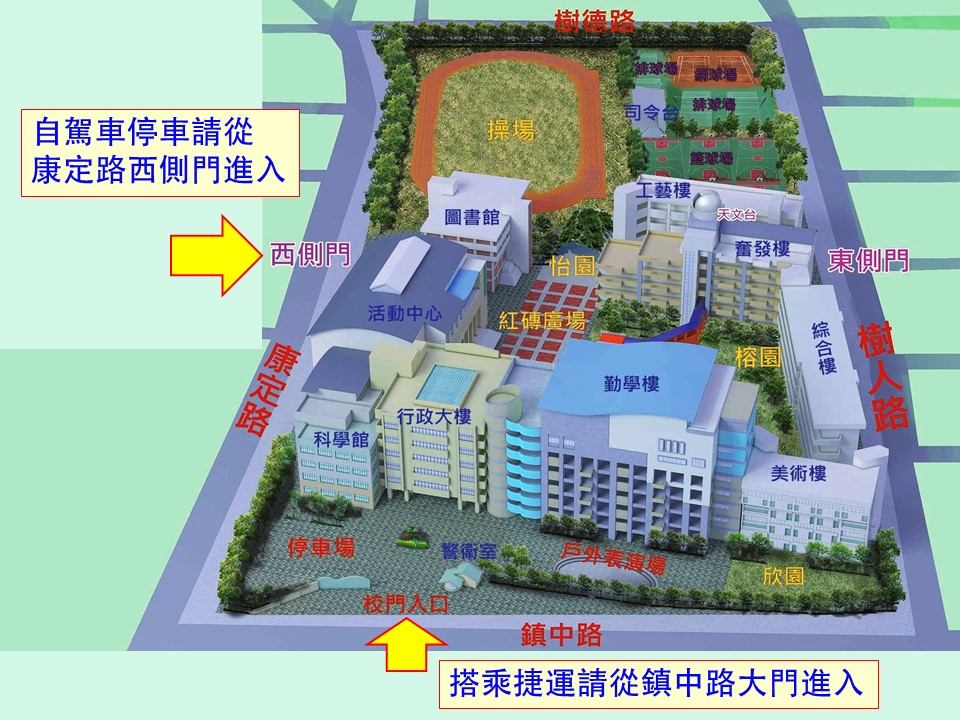 樹德路
排球場
網球場
排球場
司令台
操場
籃球場
自駕車停車請從
康定路西側門進入
工藝樓
天文台
圖書館
奮發樓
西側門
怡園
東側門
活動中心
紅磚廣場
綜合樓
樹人路
榕園
康定路
勤學樓
行政大樓
科學館
美術樓
停車場
警衛室
戶外表演場
欣園
校門入口
鎮中路
搭乘捷運請從鎮中路大門進入